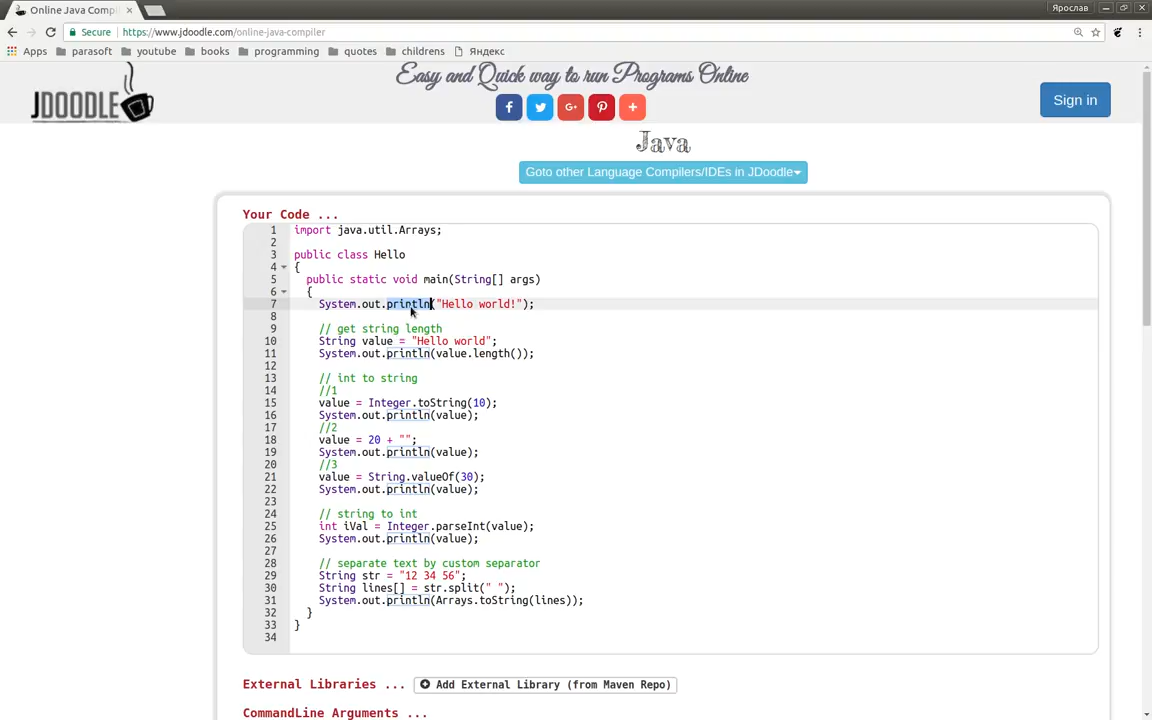 Ярослав
Online Java Compi
Secure https://www.jdoodle.com/online-java-compiler
Apps parasoft youtube books programming quotes childrens Яндекс
Easy and Quick way to run Programs Online
JDOODLE
Sign in
Java
Goto other Language Compilers/IDEs in JDoodle
Your Code ...
1 import java.util.Arrays;
2
3 public class Hello
4 {
5 public static void main(String[] args)
6 {
7 System.out.println("Hello world!");
8
9 // get string length
10 String value = "Hello world";
11 System.out.println(value.length());
12
13 // int to string
14 //1
15 value = Integer.toString(10);
16 System.out.println(value);
17 //2
18 value = 20 + "";
19 System.out.println(value);
20 //3
21 value = String.valueOf(30);
22 System.out.println(value);
23
24 // string to int
25 int iVal = Integer.parseInt(value);
26 System.out.println(value);
27
28 // separate text by custom separator
29 String str = "12 34 56";
30 String lines[] = str.split(" ");
31 System.out.println(Arrays.toString(lines));
32 }
33 }
34
External Libraries ... Add External Library (from Maven Repo)
CommandLine Arguments ...